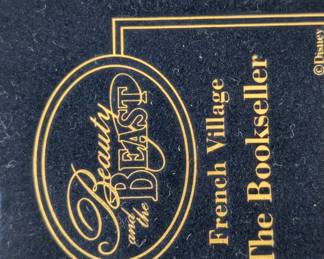 Beauty
and
the BEAST
French Village
The Bookseller
©Disney